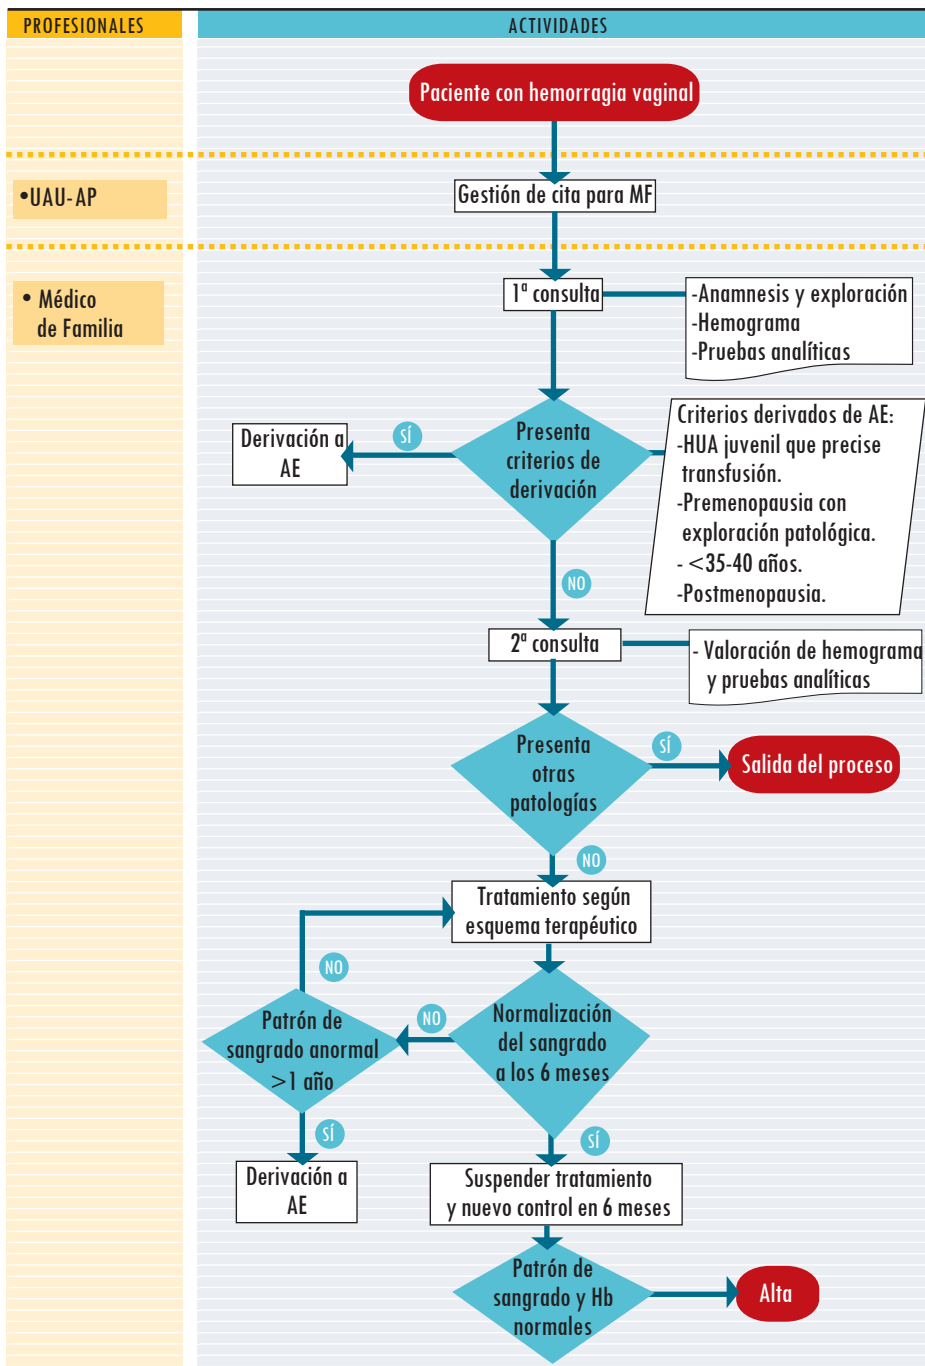 PROFESIONALES
ACTIVIDADES
Paciente con hemorragia vaginal
•UAU-AP
Gestión de cita para MF
• Médico
de Familia
1ª consulta
-Anamnesis y exploración
-Hemograma
-Pruebas analíticas
Presenta
criterios de
derivación
SÍ
Derivación a
AE
Criterios derivados de AE:
-HUA juvenil que precise
transfusión.
-Premenopausia con
exploración patológica.
- <35-40 años.
-Postmenopausia.
NO
2ª consulta
- Valoración de hemograma
y pruebas analíticas
Presenta
otras
patologías
SÍ
Salida del proceso
NO
Tratamiento según
esquema terapéutico
NO
Normalización
del sangrado
a los 6 meses
NO
Patrón de
sangrado anormal
>1 año
SÍ
Derivación a
AE
SÍ
Suspender tratamiento
y nuevo control en 6 meses
Patrón de
sangrado y Hb
normales
Alta